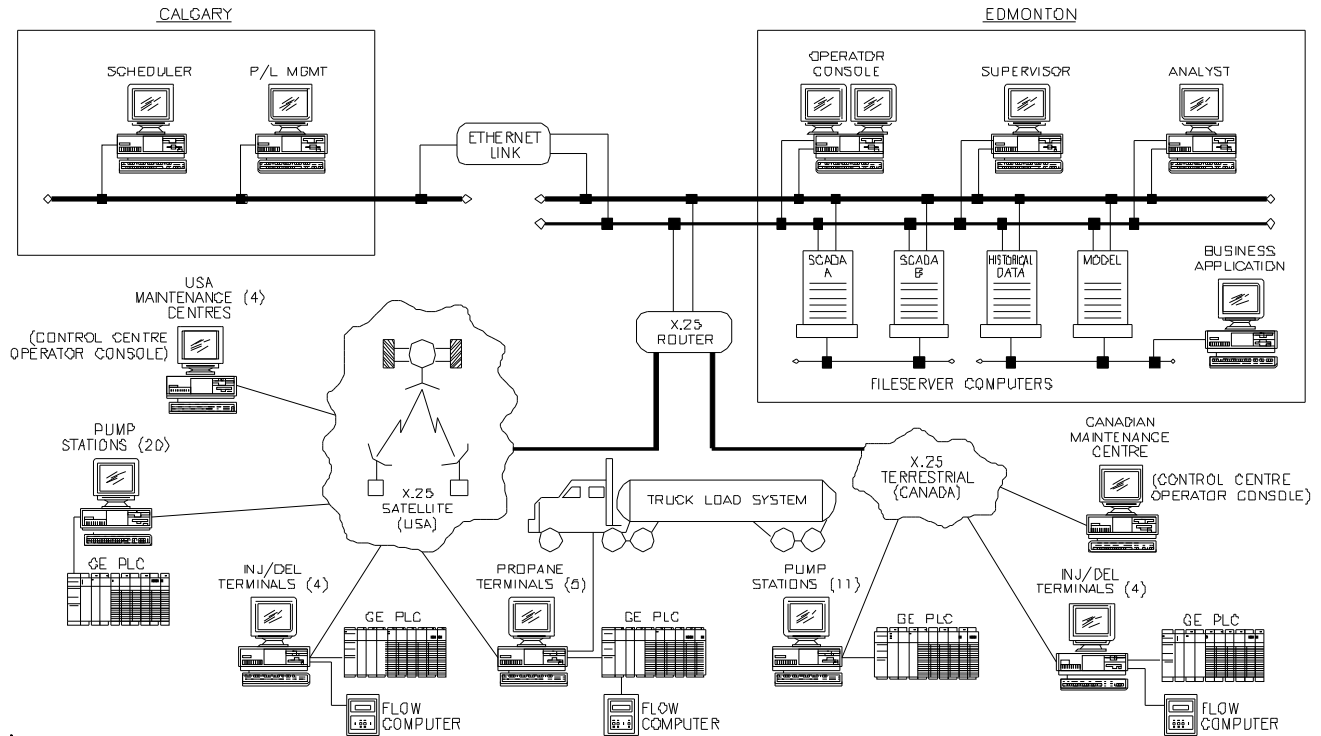 CALGARY
EDMONTON
SCHEDULER
P/L MGMT
OPERATOR
CONSOLE
SUPERVISOR
ANALYST
ETHERNET
LINK
SCADA
A
SCADA
B
HISTORICAL
DATA
MODEL
BUSINESS
APPLICATION
FILESERVER COMPUTERS
X.25
ROUTER
USA
MAINTENANCE (4)
CENTRES
(CONTROL CENTRE
OPERATOR CONSOLE)
PUMP
STATIONS (20)
GE PLC
X.25
SATELLITE
(USA)
TRUCK LOAD SYSTEM
X.25
TERRESTRIAL
(CANADA)
CANADIAN
MAINTENANCE
CENTRE
(CONTROL CENTRE
OPERATOR CONSOLE)
INJ/DEL
TERMINALS (4)
GE PLC
FLOW
COMPUTER
PROPANE
TERMINALS (6)
GE PLC
FLOW
COMPUTER
PUMP
STATIONS (11)
GE PLC
INJ/DEL
TERMINALS (4)
GE PLC
FLOW
COMPUTER